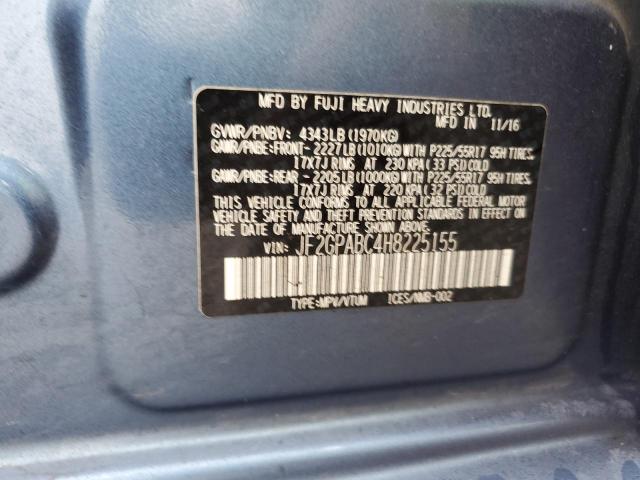 MFD BY FUJI HEAVY INDUSTRIES LTD.
MFD IN 11/16
GVWR/PNBV: 4343LB (1970KG)
GAWR/PNBE:FRONT-2227LB (1010KG) WITH P225/55R17 95H TIRES,
17X7J RIMS AT 230 KPA (33 PSI) COLD
GAWR/PNBE:REAR -2205LB (1000KG) WITH P225/55R17 95H TIRES,
17X7J RIMS AT 220 KPA (32 PSI) COLD
THIS VEHICLE CONFORMS TO ALL APPLICABLE FEDERAL MOTOR
VEHICLE SAFETY AND THEFT PREVENTION STANDARDS IN EFFECT ON
THE DATE OF MANUFACTURE SHOWN ABOVE.
VIN: JF2GPABC4H8225155
TYPE:MPV/VTUM ICES/NMB-002